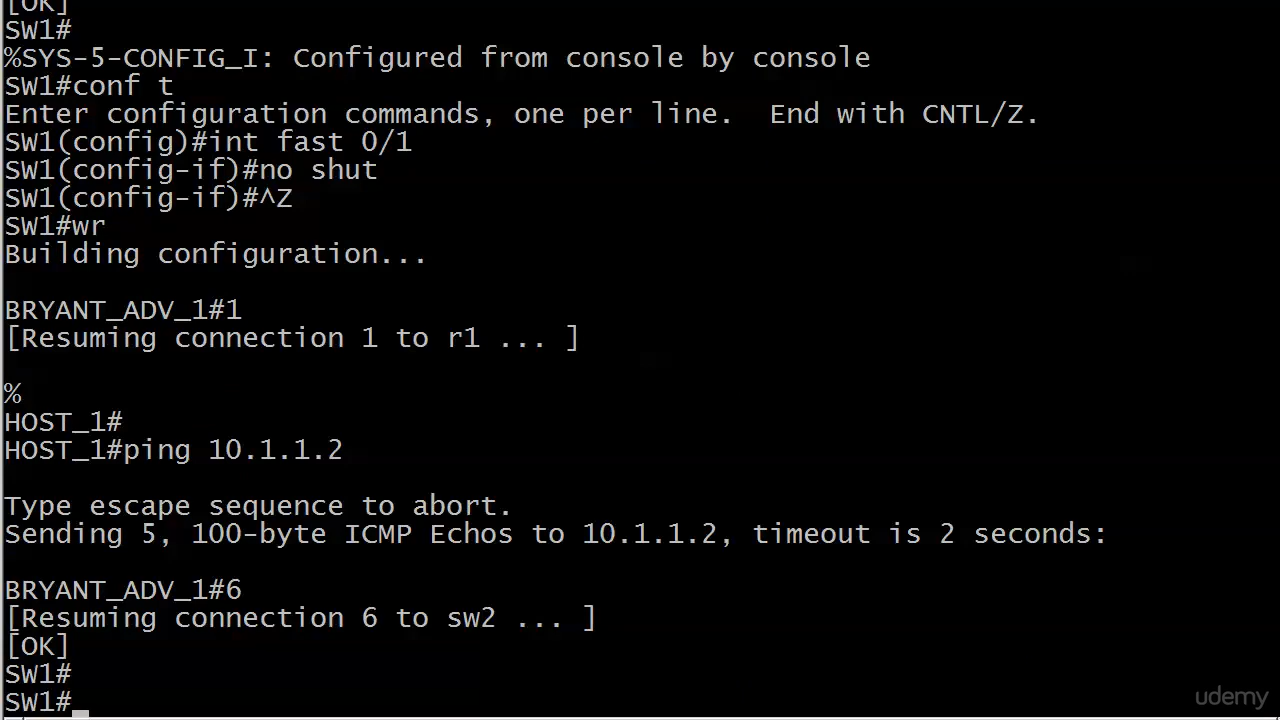 [OK]
SW1#
%SYS-5-CONFIG_I: Configured from console by console
SW1#conf t
Enter configuration commands, one per line.  End with CNTL/Z.
SW1(config)#int fast 0/1
SW1(config-if)#no shut
SW1(config-if)#^Z
SW1#wr
Building configuration...
BRYANT_ADV_1#1
[Resuming connection 1 to r1 ... ]
%
HOST_1#
HOST_1#ping 10.1.1.2
Type escape sequence to abort.
Sending 5, 100-byte ICMP Echos to 10.1.1.2, timeout is 2 seconds:
BRYANT_ADV_1#6
[Resuming connection 6 to sw2 ... ]
[OK]
SW1#
SW1#
udemy